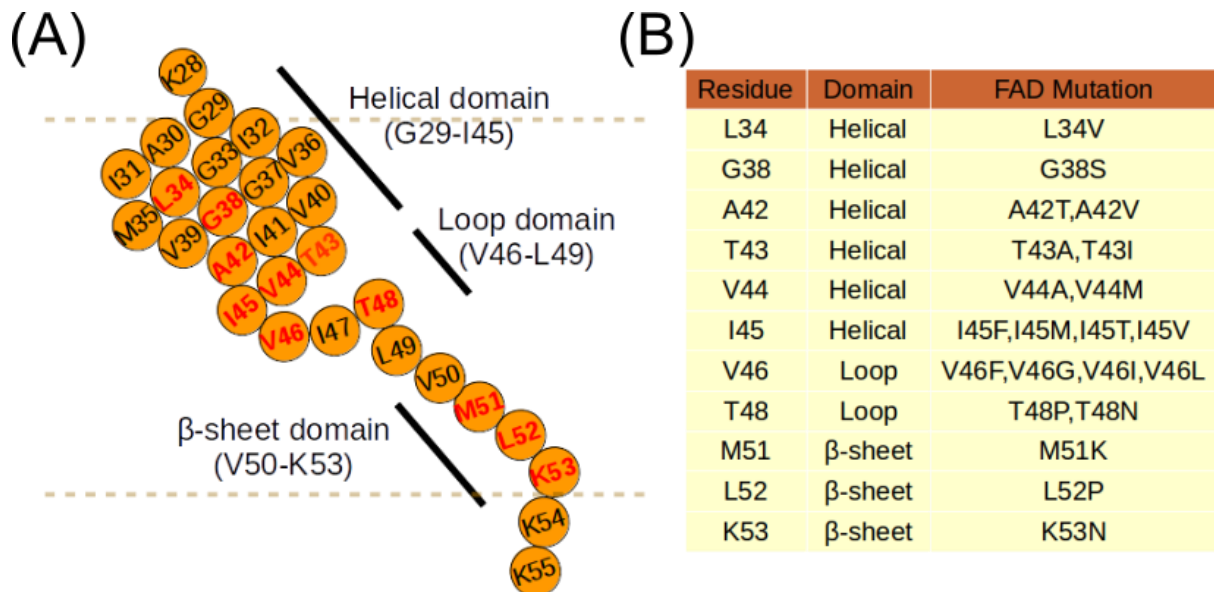 (A)
K28
G29
A30
I32
I31
G33
V36
L34
G37
M35
G38
V40
V39
I41
A42
T43
V44
I45
T48
V46
I47
L49
V50
M51
L52
K53
K54
K55
Helical domain
(G29-I45)
Loop domain
(V46-L49)
β-sheet domain
(V50-K53)
(B)
Residue Domain FAD Mutation
L34 Helical L34V
G38 Helical G38S
A42 Helical A42T,A42V
T43 Helical T43A,T43I
V44 Helical V44A,V44M
I45 Helical I45F,I45M,I45T,I45V
V46 Loop V46F,V46G,V46I,V46L
T48 Loop T48P,T48N
M51 β-sheet M51K
L52 β-sheet L52P
K53 β-sheet K53N